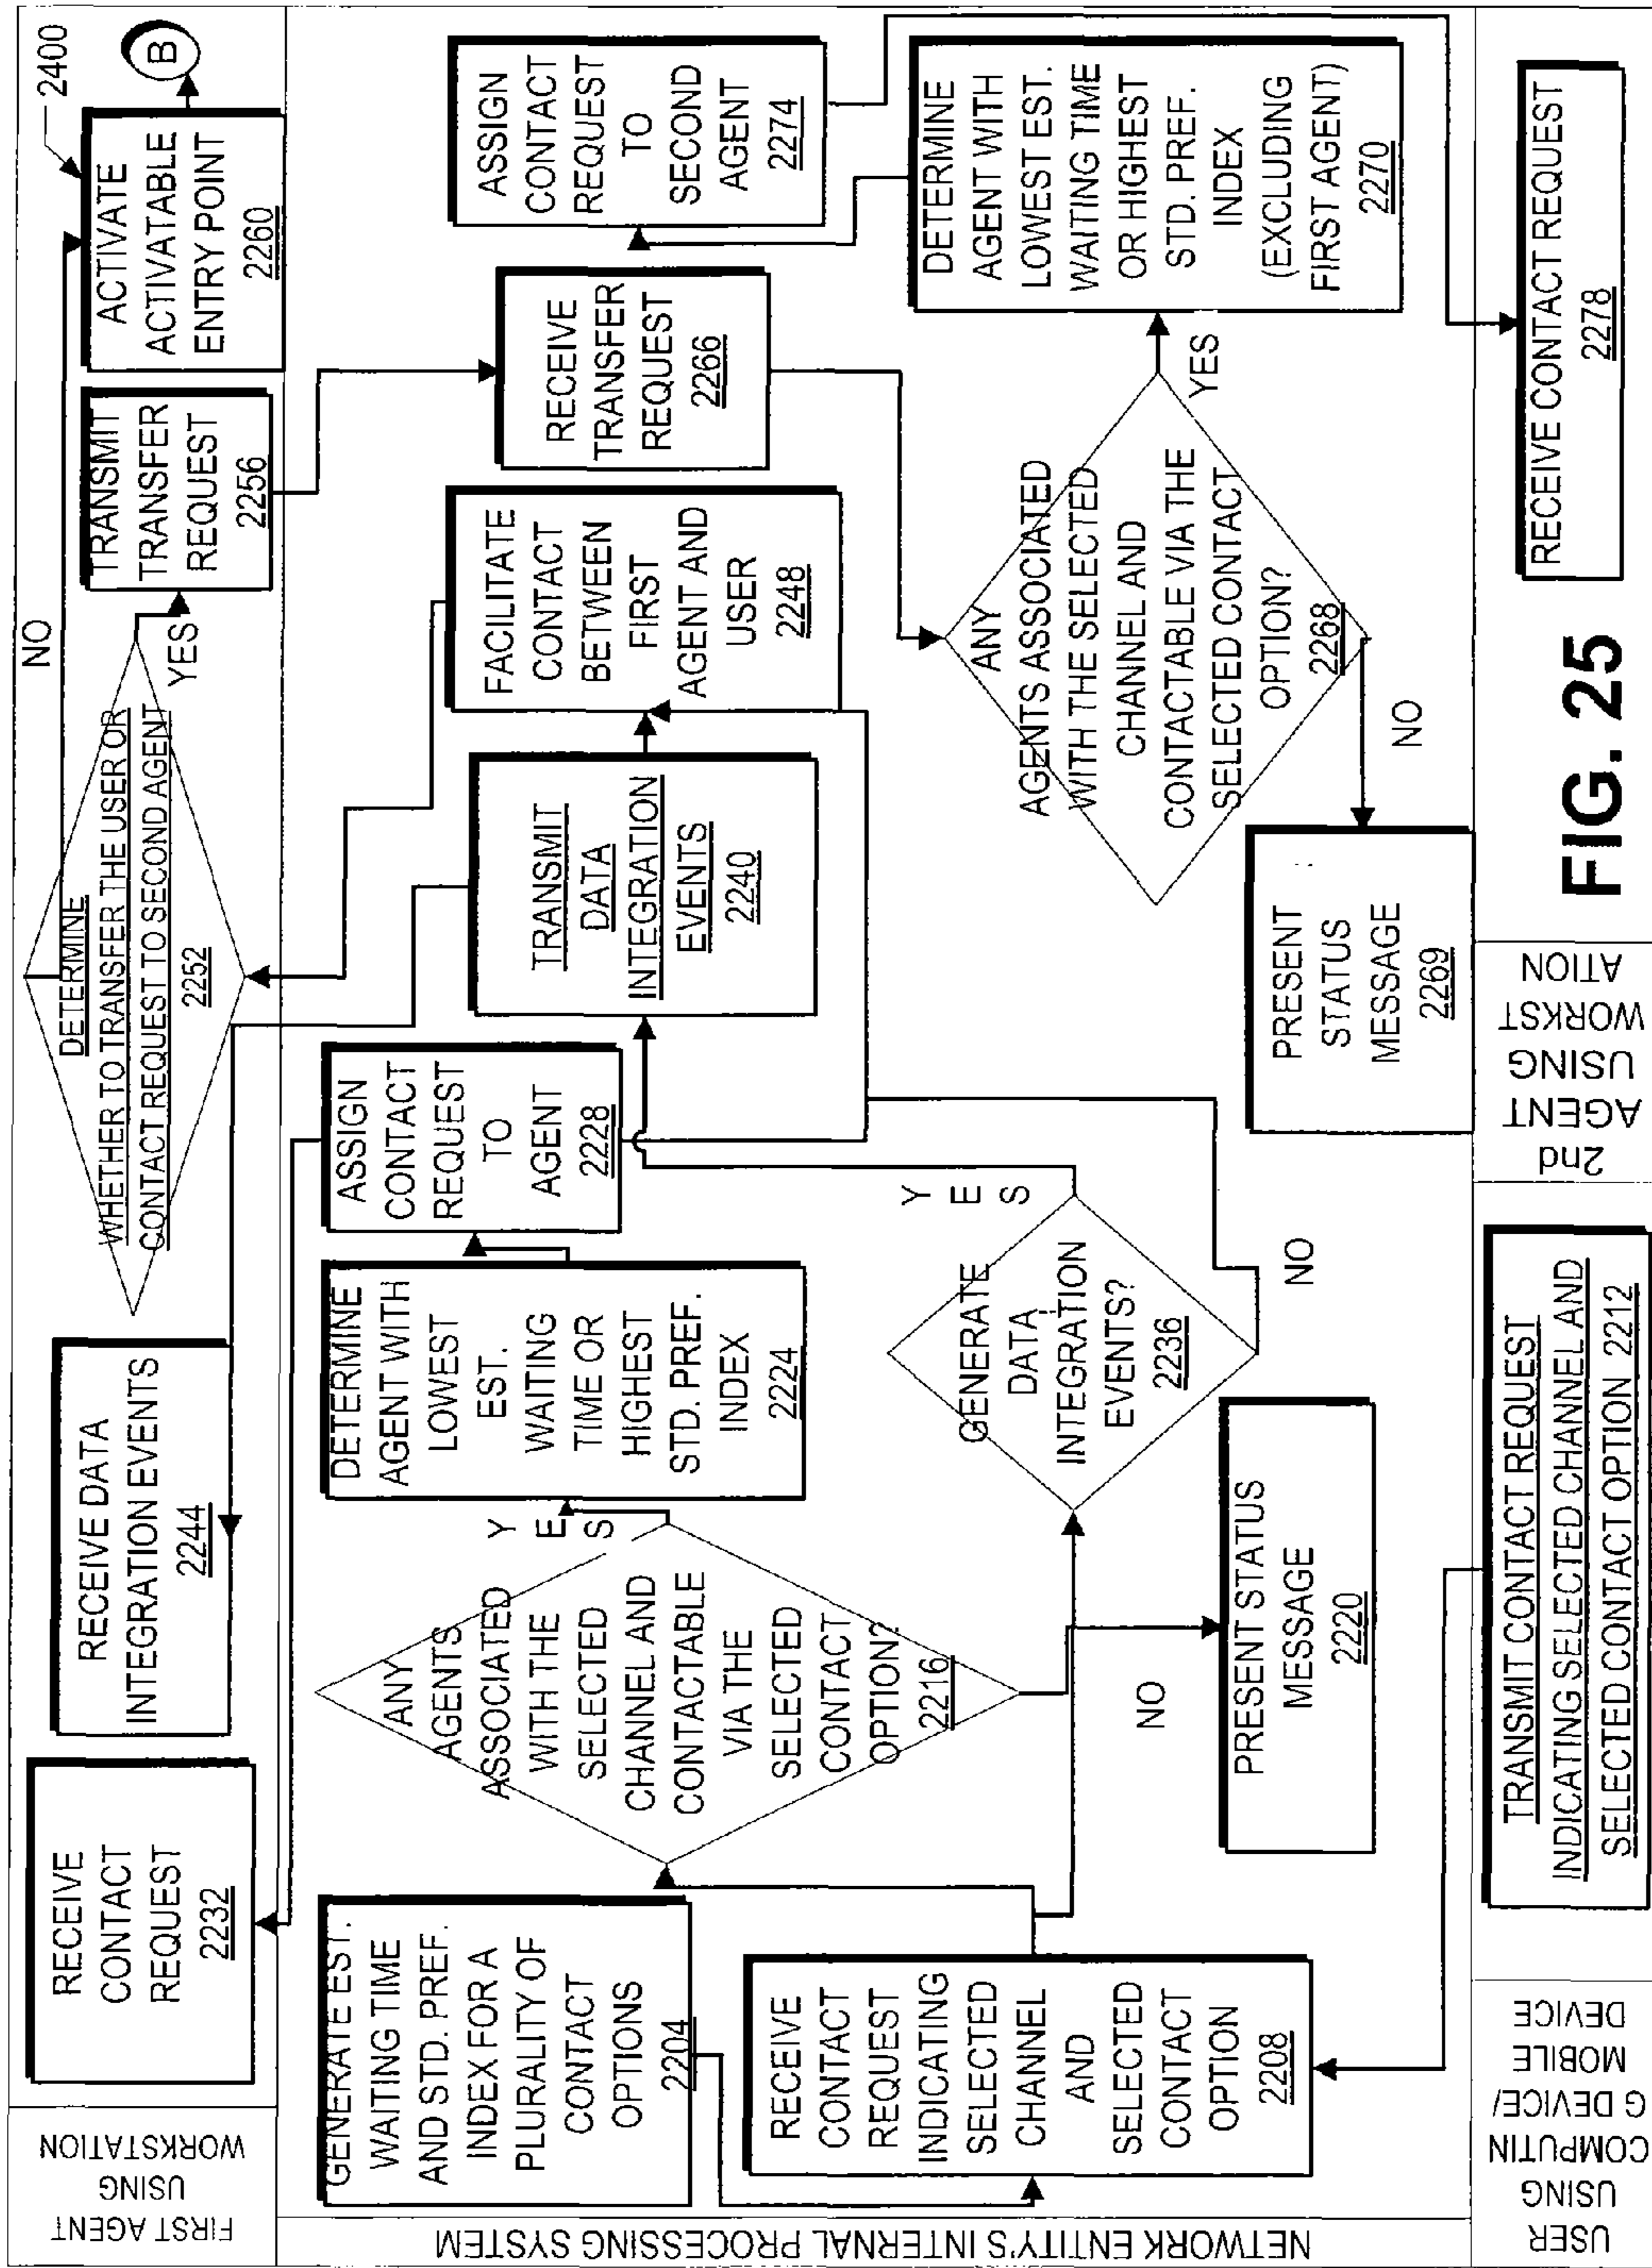 FIRST AGENT
USING
WORKSTATION
RECEIVE
CONTACT
REQUEST
2232
RECEIVE DATA
INTEGRATION EVENTS
2244
DETERMINE
WHETHER TO TRANSFER THE USER OR
CONTACT REQUEST TO SECOND AGENT
2252
NO
YES
TRANSMIT
TRANSFER
REQUEST
2256
ACTIVATE
ACTIVATABLE
ENTRY POINT
2260
2400
B
NETWORK ENTITY'S INTERNAL PROCESSING SYSTEM
GENERATE EST.
WAITING TIME
AND STD. PREF.
INDEX FOR A
PLURALITY OF
CONTACT
OPTIONS
2204
RECEIVE
CONTACT
REQUEST
INDICATING
SELECTED
CHANNEL
AND
SELECTED
CONTACT
OPTION
2208
ANY
AGENTS
ASSOCIATED
WITH THE
SELECTED
CHANNEL AND
CONTACTABLE
VIA THE
SELECTED
CONTACT
OPTION?
2216
Y
E
S
NO
PRESENT STATUS
MESSAGE
2220
DETERMINE
AGENT WITH
LOWEST
EST.
WAITING
TIME OR
HIGHEST
STD. PREF.
INDEX
2224
ASSIGN
CONTACT
REQUEST
TO
AGENT
2228
GENERATE
DATA
INTEGRATION
EVENTS?
2236
Y
E
S
NO
TRANSMIT
DATA
INTEGRATION
EVENTS
2240
FACILITATE
CONTACT
BETWEEN
FIRST
AGENT AND
USER
2248
RECEIVE
TRANSFER
REQUEST
2266
ANY
AGENTS ASSOCIATED
WITH THE SELECTED
CHANNEL AND
CONTACTABLE VIA THE
SELECTED CONTACT
OPTION?
2268
YES
NO
PRESENT
STATUS
MESSAGE
2269
DETERMINE
AGENT WITH
LOWEST EST.
WAITING TIME
OR HIGHEST
STD. PREF.
INDEX
(EXCLUDING
FIRST AGENT)
2270
ASSIGN
CONTACT
REQUEST
TO
SECOND
AGENT
2274
USER
USING
COMPUTIN
G DEVICE/
MOBILE
DEVICE
TRANSMIT CONTACT REQUEST
INDICATING SELECTED CHANNEL AND
SELECTED CONTACT OPTION 2212
2nd
AGENT
USING
WORKST
ATION
RECEIVE CONTACT REQUEST
2278
FIG. 25